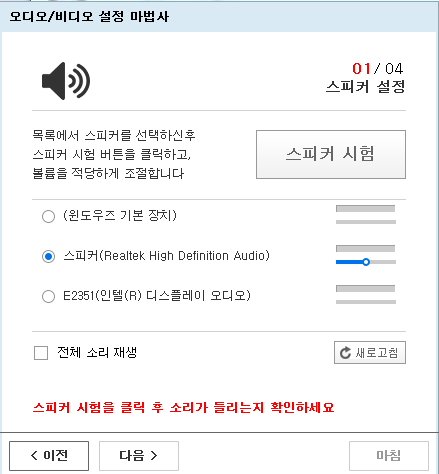 오디오/비디오 설정 마법사
01/ 04
스피커 설정
목록에서 스피커를 선택하신후
스피커 시험 버튼을 클릭하고,
볼륨을 적당하게 조절합니다
스피커 시험
(윈도우즈 기본 장치)
스피커(Realtek High Definition Audio)
E2351(인텔(R) 디스플레이 오디오)
전체 소리 재생
새로고침
스피커 시험을 클릭 후 소리가 들리는지 확인하세요
< 이전
다음 >
마침